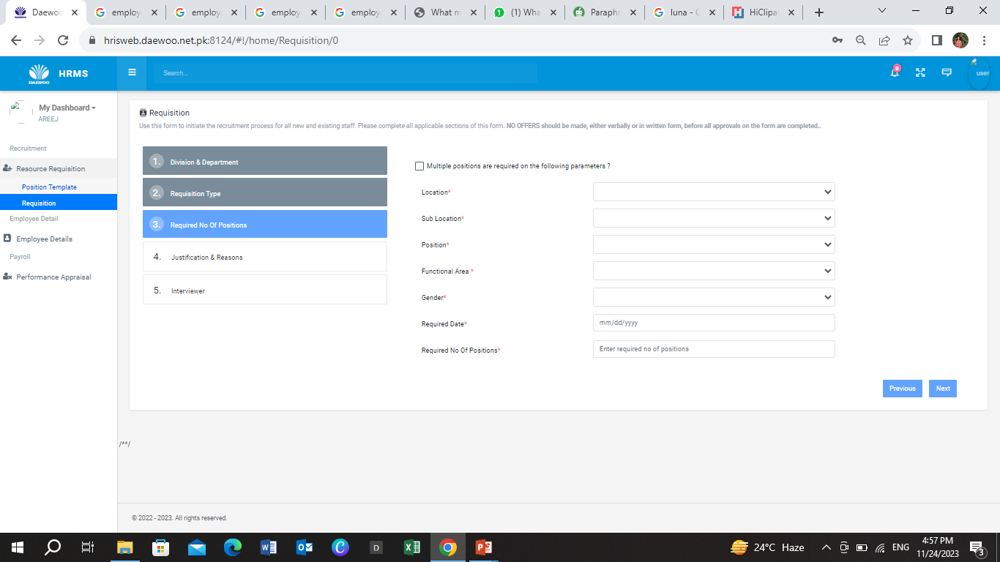 Daewoo
employ
employ
employ
employ
What m
(1) Wha
Paraphr
luna - G
HiClipa
hrisweb.daewoo.net.pk:8124/#!/home/Requisition/0
DAEWOO
HRMS
Search...
0
user
My Dashboard
AREEJ
Recruitment
Resource Requisition
Position Template
Requisition
Employee Detail
Employee Details
Payroll
Performance Appraisal
Requisition
Use this form to initiate the recruitment process for all new and existing staff. Please complete all applicable sections of this form. NO OFFERS should be made, either verbally or in written form, before all approvals on the form are completed..
1. Division & Department
2. Requisition Type
3. Required No Of Positions
4. Justification & Reasons
5. Interviewer
Multiple positions are required on the following parameters ?
Location*
Sub Location*
Position*
Functional Area *
Gender*
Required Date* mm/dd/yyyy
Required No Of Positions* Enter required no of positions
Previous Next
/**/
© 2022 - 2023. All rights reserved.
24°C Haze
ENG
4:57 PM
11/24/2023
3